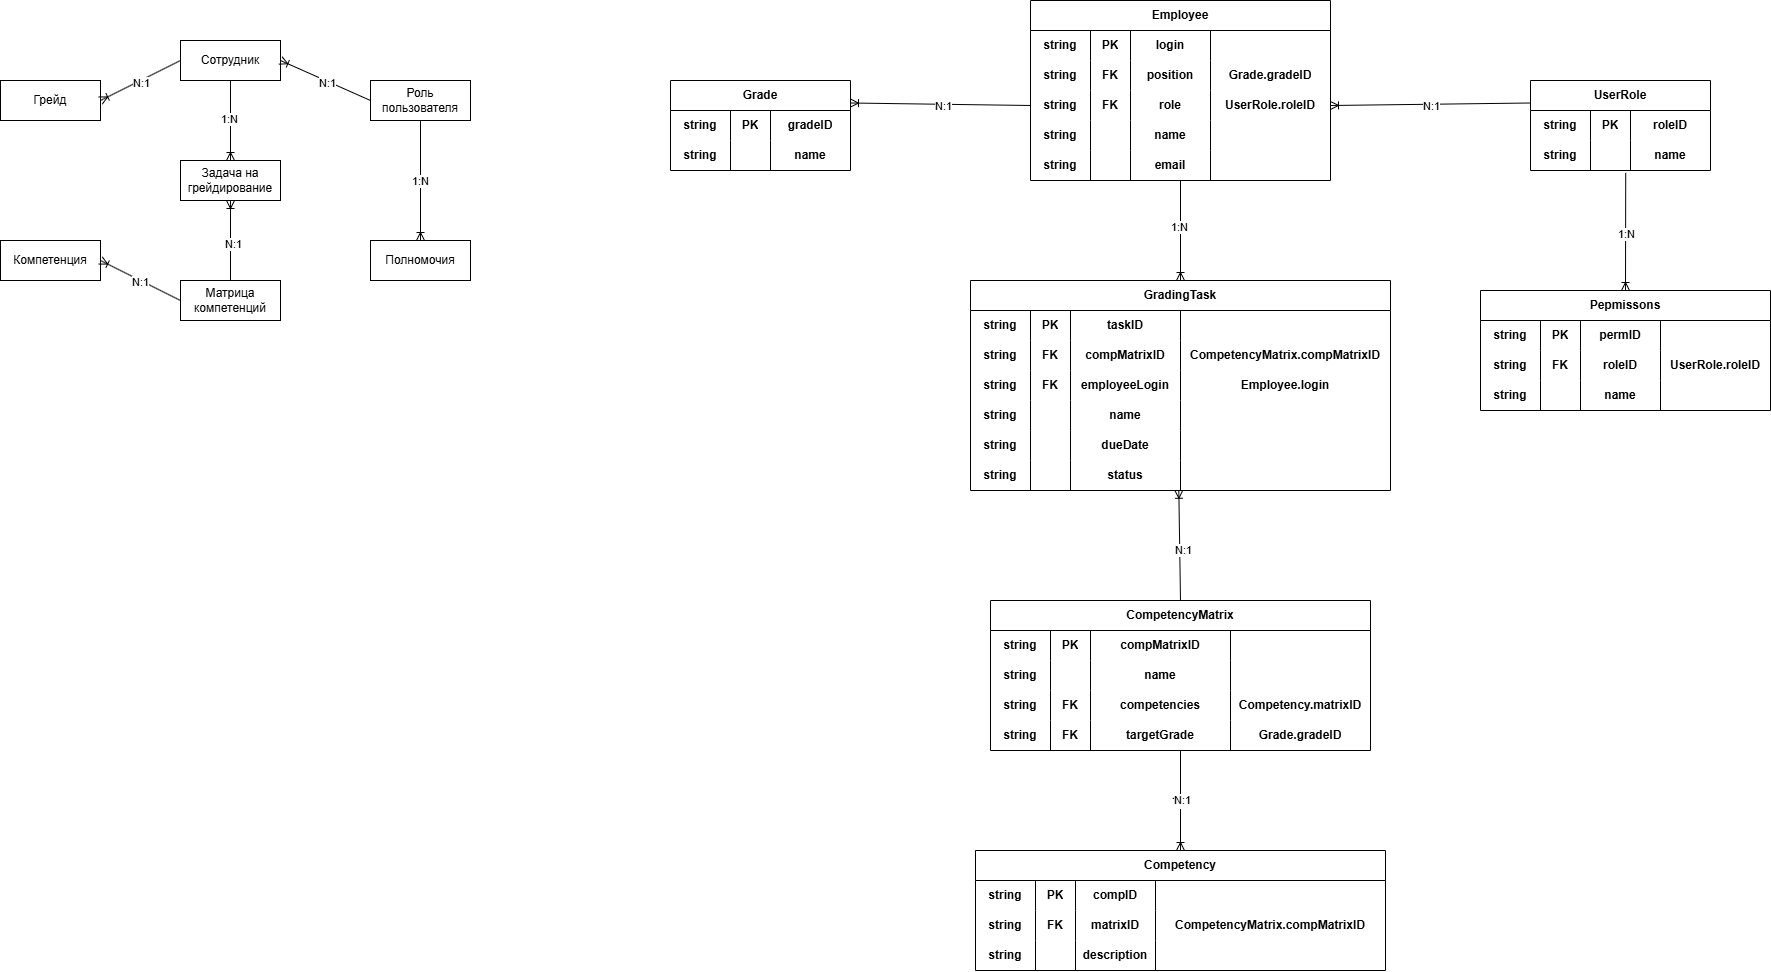 Сотрудник
Грейд
N:1
N:1
Роль
пользователя
1:N
Задача на
грейдирование
1:N
N:1
Компетенция
N:1
Матрица
компетенций
Полномочия
Employee
string PK login
string FK position Grade.gradeID
string FK role UserRole.roleID
string name
string email
Grade
string PK gradeID
string name
N:1
N:1
UserRole
string PK roleID
string name
1:N
1:N
GradingTask
string PK taskID
string FK compMatrixID CompetencyMatrix.compMatrixID
string FK employeeLogin Employee.login
string name
string dueDate
string status
Pepmissons
string PK permID
string FK roleID UserRole.roleID
string name
N:1
CompetencyMatrix
string PK compMatrixID
string name
string FK competencies Competency.matrixID
string FK targetGrade Grade.gradeID
N:1
Competency
string PK compID
string FK matrixID CompetencyMatrix.compMatrixID
string description